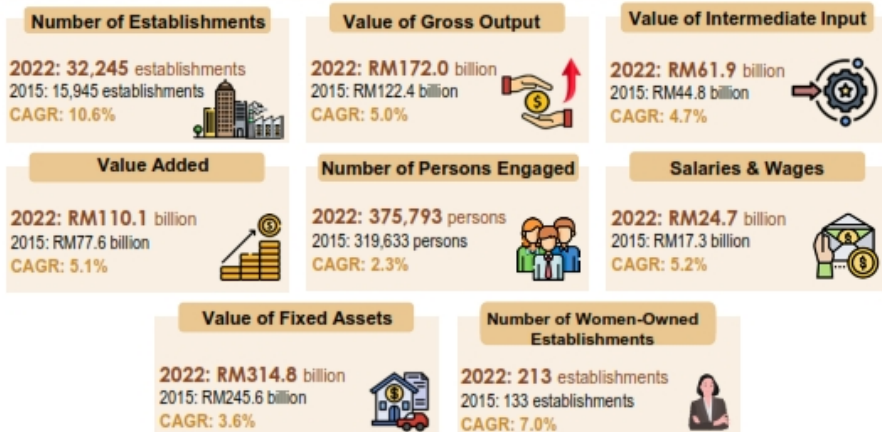 Number of Establishments
2022: 32,245 establishments
2015: 15,945 establishments
CAGR: 10.6%
Value of Gross Output
2022: RM172.0 billion
2015: RM122.4 billion
CAGR: 5.0%
Value of Intermediate Input
2022: RM61.9 billion
2015: RM44.8 billion
CAGR: 4.7%
Value Added
2022: RM110.1 billion
2015: RM77.6 billion
CAGR: 5.1%
Number of Persons Engaged
2022: 375,793 persons
2015: 319,633 persons
CAGR: 2.3%
Salaries & Wages
2022: RM24.7 billion
2015: RM17.3 billion
CAGR: 5.2%
Value of Fixed Assets
2022: RM314.8 billion
2015: RM245.6 billion
CAGR: 3.6%
Number of Women-Owned
Establishments
2022: 213 establishments
2015: 133 establishments
CAGR: 7.0%